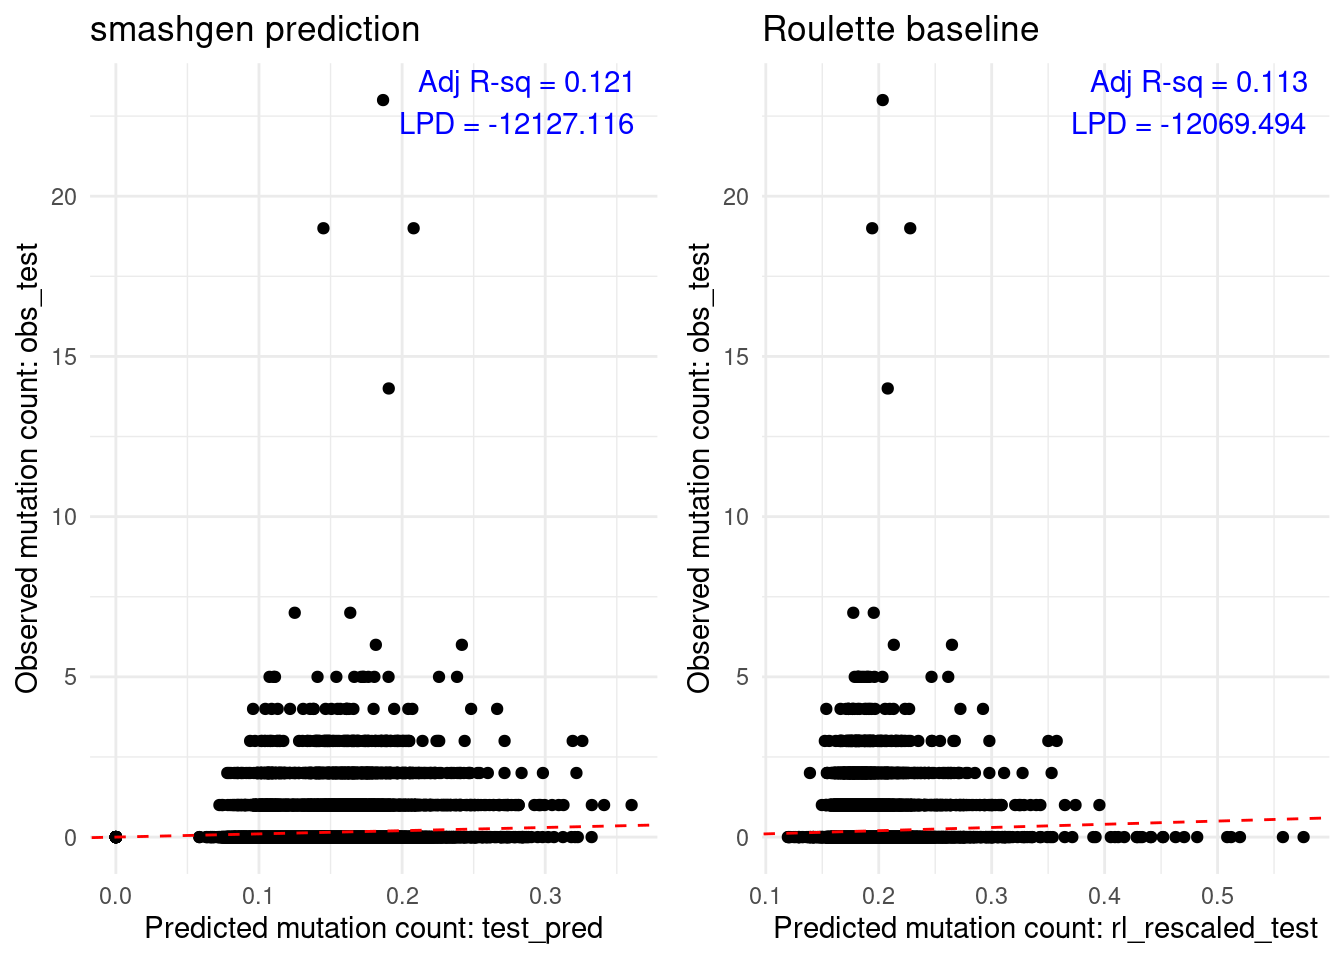 smashgen prediction
Adj R-sq = 0.121
LPD = -12127.116
Observed mutation count: obs_test
20
15
10
5
0
0.0
0.1
0.2
0.3
Predicted mutation count: test_pred
Roulette baseline
Adj R-sq = 0.113
LPD = -12069.494
Observed mutation count: obs_test
20
15
10
5
0
0.1
0.2
0.3
0.4
0.5
Predicted mutation count: rl_rescaled_test